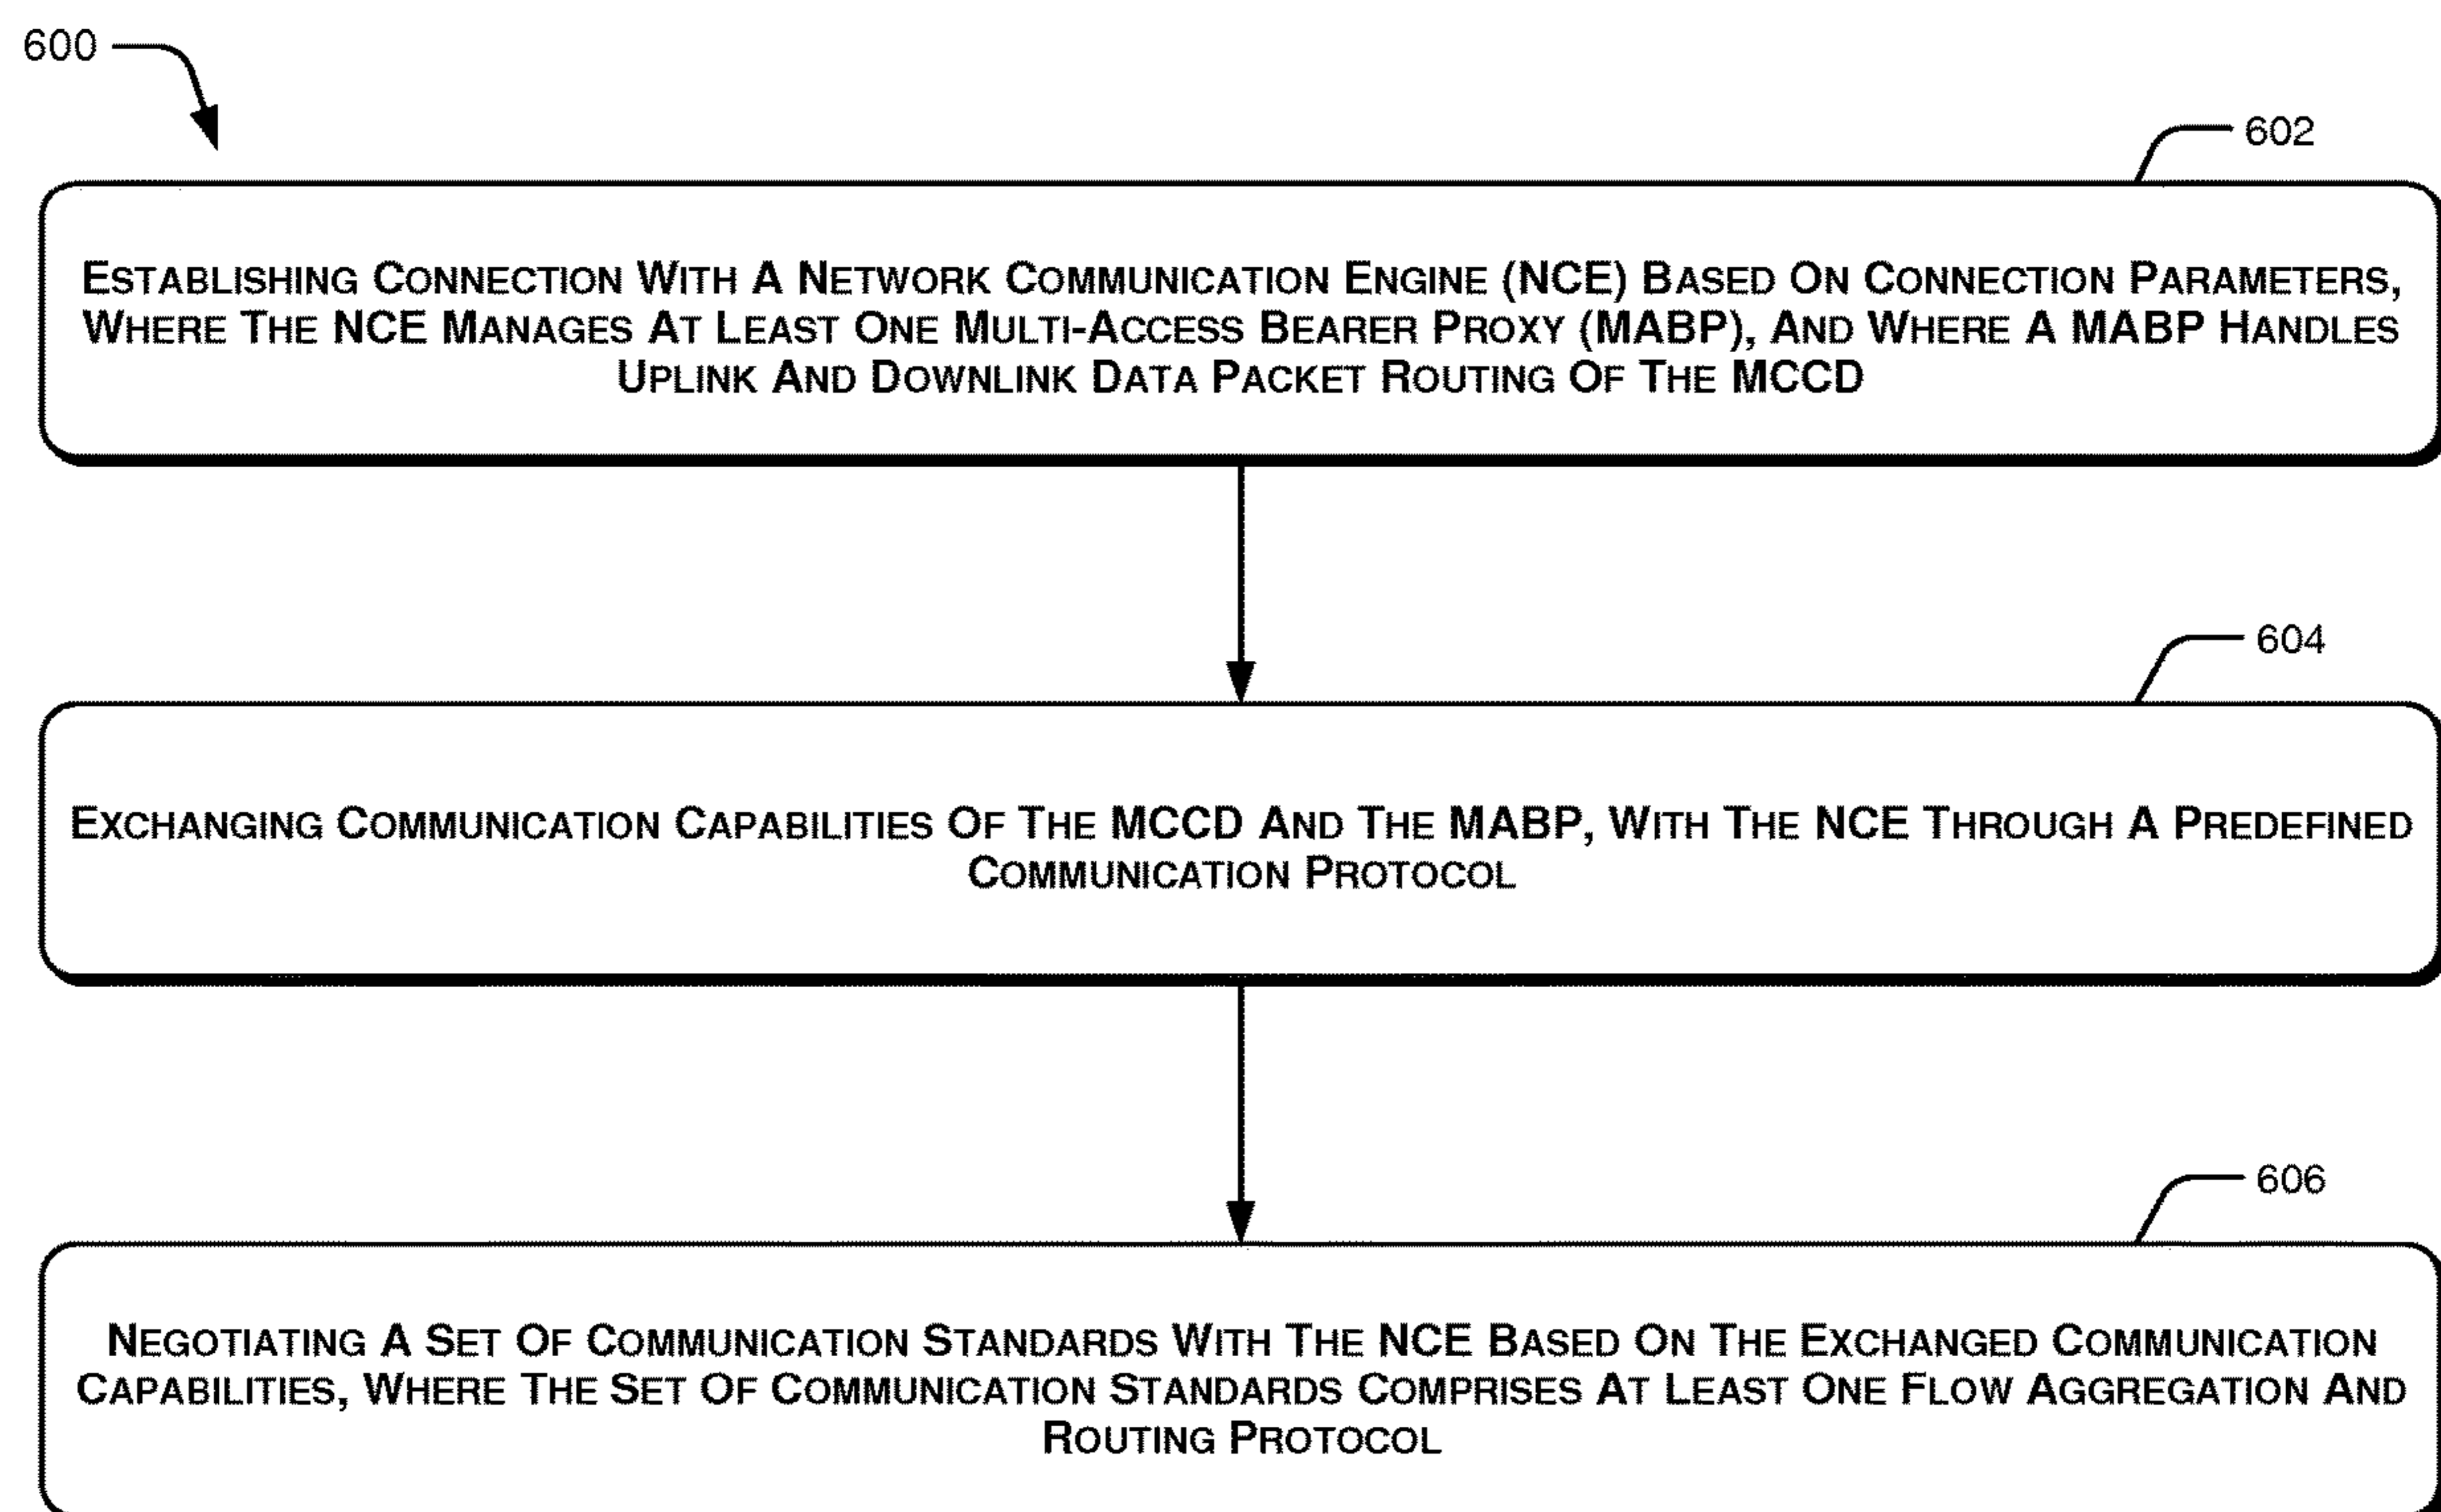 600
602
ESTABLISHING CONNECTION WITH A NETWORK COMMUNICATION ENGINE (NCE) BASED ON CONNECTION PARAMETERS,
WHERE THE NCE MANAGES AT LEAST ONE MULTI-ACCESS BEARER PROXY (MABP), AND WHERE A MABP HANDLES
UPLINK AND DOWNLINK DATA PACKET ROUTING OF THE MCCD
604
EXCHANGING COMMUNICATION CAPABILITIES OF THE MCCD AND THE MABP, WITH THE NCE THROUGH A PREDEFINED
COMMUNICATION PROTOCOL
606
NEGOTIATING A SET OF COMMUNICATION STANDARDS WITH THE NCE BASED ON THE EXCHANGED COMMUNICATION
CAPABILITIES, WHERE THE SET OF COMMUNICATION STANDARDS COMPRISES AT LEAST ONE FLOW AGGREGATION AND
ROUTING PROTOCOL